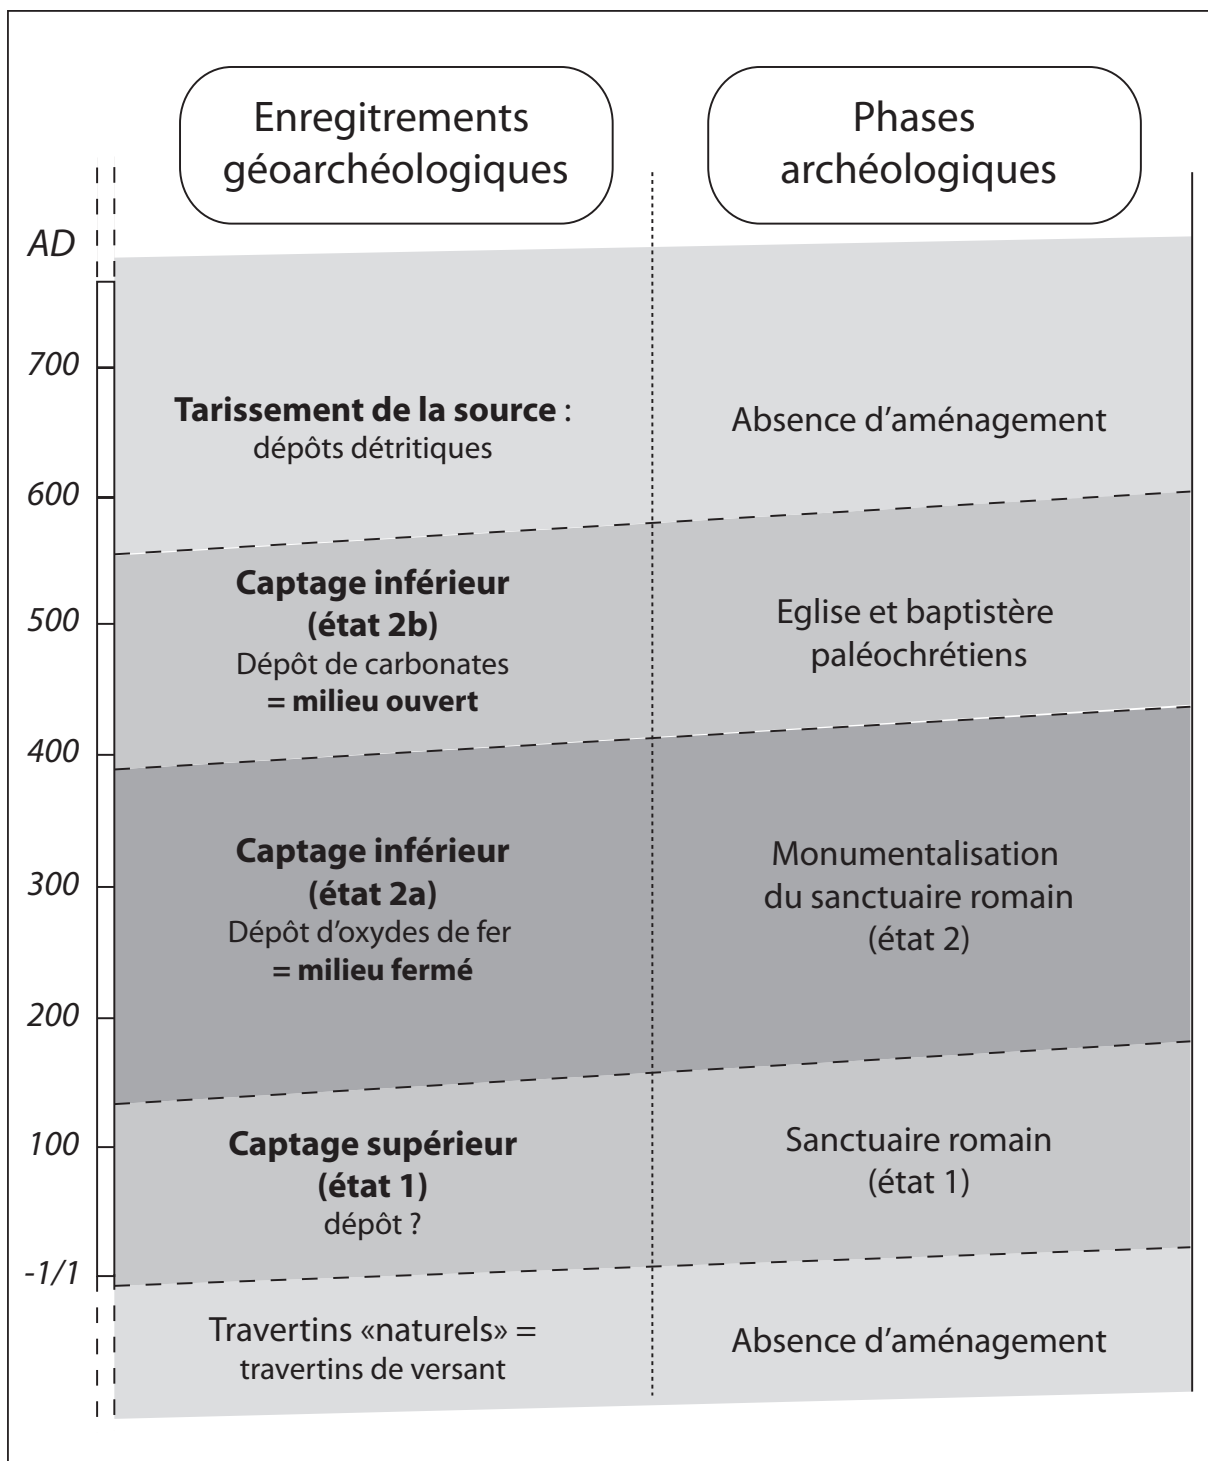 Enregitrements
géoarchéologiques
Phases
archéologiques
AD
700
600
500
400
300
200
100
-1/1
Tarissement de la source :
dépôts détritiques
Absence d'aménagement
Captage inférieur
(état 2b)
Dépôt de carbonates
= milieu ouvert
Eglise et baptistère
paléochrétiens
Captage inférieur
(état 2a)
Dépôt d'oxydes de fer
= milieu fermé
Monumentalisation
du sanctuaire romain
(état 2)
Captage supérieur
(état 1)
dépôt ?
Sanctuaire romain
(état 1)
Travertins «naturels» =
travertins de versant
Absence d'aménagement